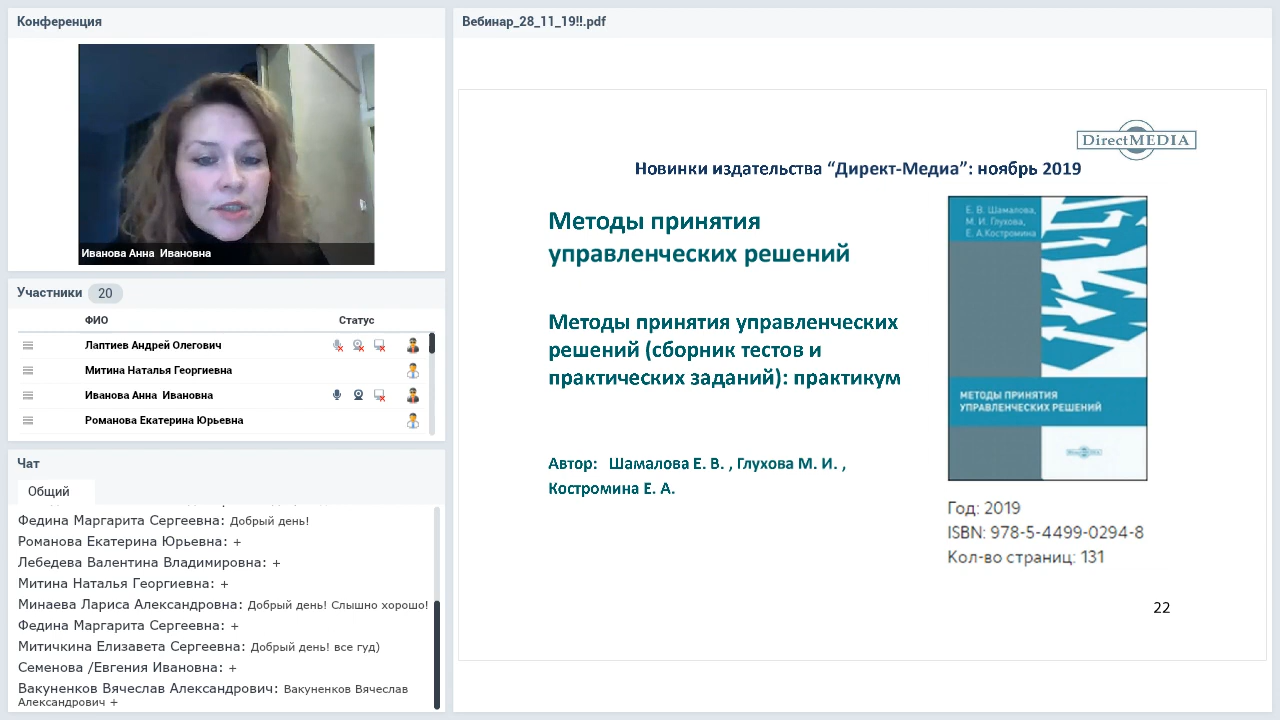 Конференция
Иванова Анна Ивановна
Участники 20
ФИО Статус
Лаптиев Андрей Олегович
Митина Наталья Георгиевна
Иванова Анна Ивановна
Романова Екатерина Юрьевна
Чат
Общий
Федина Маргарита Сергеевна: Добрый день!
Романова Екатерина Юрьевна: +
Лебедева Валентина Владимировна: +
Митина Наталья Георгиевна: +
Минаева Лариса Александровна: Добрый день! Слышно хорошо!
Федина Маргарита Сергеевна: +
Митичкина Елизавета Сергеевна: Добрый день! все гуд)
Семенова /Евгения Ивановна: +
Вакуненков Вячеслав Александрович: Вакуненков Вячеслав
Александрович +
Вебинар_28_11_19!!.pdf
DirectMEDIA
Новинки издательства “Директ-Медиа”: ноябрь 2019
Методы принятия
управленческих решений
Методы принятия управленческих
решений (сборник тестов и
практических заданий): практикум
Автор: Шамалова Е. В. , Глухова М. И. ,
Костромина Е. А.
Е. В. Шамалова,
М. И. Глухова,
Е. А.Костромина
МЕТОДЫ ПРИНЯТИЯ
УПРАВЛЕНЧЕСКИХ РЕШЕНИЙ
Год: 2019
ISBN: 978-5-4499-0294-8
Кол-во страниц: 131
22